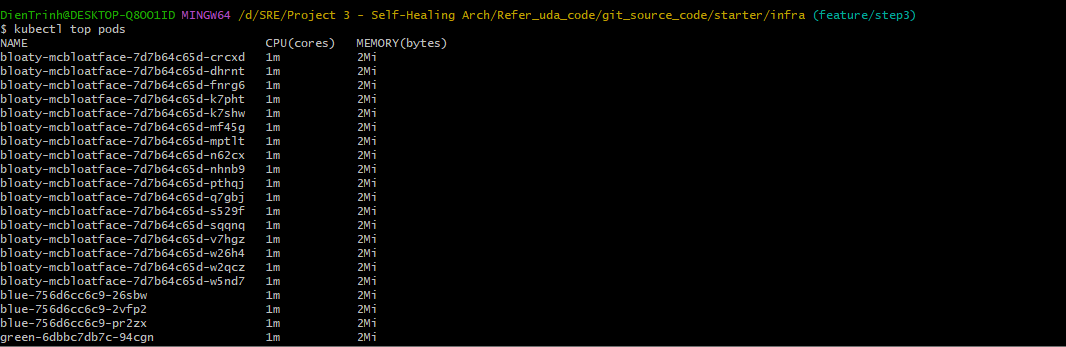 DienTrinh@DESKTOP-Q8OO1ID MINGW64 /d/SRE/Project 3 - Self-Healing Arch/Refer_uda_code/git_source_code/starter/infra (feature/step3)
$ kubectl top pods
NAME CPU(cores) MEMORY(bytes)
bloaty-mcbloatface-7d7b64c65d-crcxd 1m 2Mi
bloaty-mcbloatface-7d7b64c65d-dhrnt 1m 2Mi
bloaty-mcbloatface-7d7b64c65d-fnrg6 1m 2Mi
bloaty-mcbloatface-7d7b64c65d-k7pht 1m 2Mi
bloaty-mcbloatface-7d7b64c65d-k7shw 1m 2Mi
bloaty-mcbloatface-7d7b64c65d-mf45g 1m 2Mi
bloaty-mcbloatface-7d7b64c65d-mptlt 1m 2Mi
bloaty-mcbloatface-7d7b64c65d-n62cx 1m 2Mi
bloaty-mcbloatface-7d7b64c65d-nhnb9 1m 2Mi
bloaty-mcbloatface-7d7b64c65d-pthqj 1m 2Mi
bloaty-mcbloatface-7d7b64c65d-q7gbj 1m 2Mi
bloaty-mcbloatface-7d7b64c65d-s529f 1m 2Mi
bloaty-mcbloatface-7d7b64c65d-sqqnq 1m 2Mi
bloaty-mcbloatface-7d7b64c65d-v7hgz 1m 2Mi
bloaty-mcbloatface-7d7b64c65d-w26h4 1m 2Mi
bloaty-mcbloatface-7d7b64c65d-w2qcz 1m 2Mi
bloaty-mcbloatface-7d7b64c65d-w5nd7 1m 2Mi
blue-756d6cc6c9-26sbw 1m 2Mi
blue-756d6cc6c9-2vfp2 1m 2Mi
blue-756d6cc6c9-pr2zx 1m 2Mi
green-6dbbc7db7c-94cgn 1m 2Mi